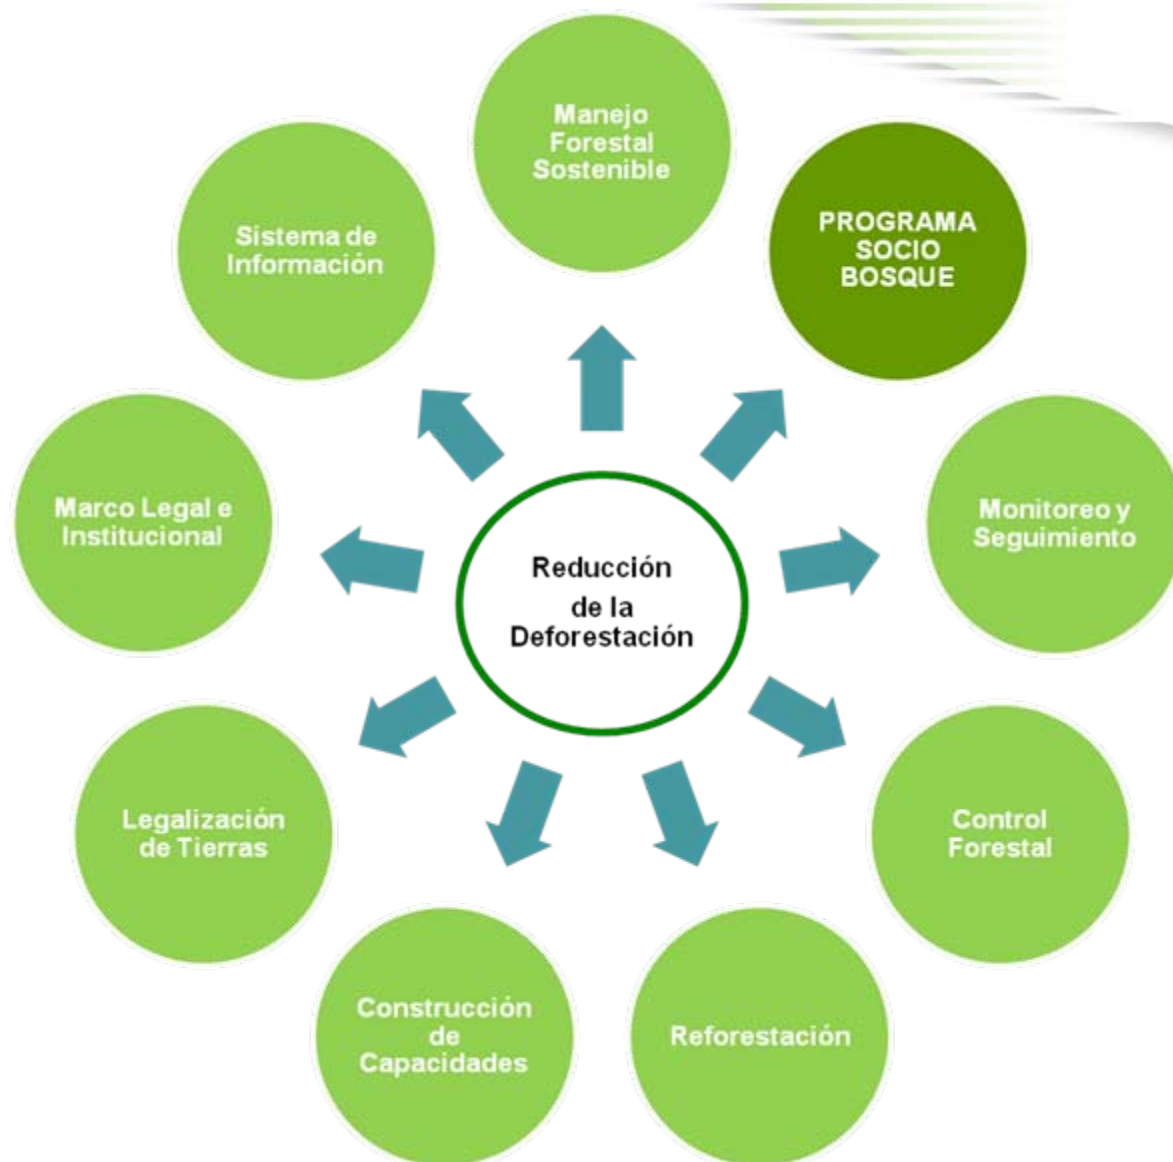 Manejo
Forestal
Sostenible
PROGRAMA
SOCIO
BOSQUE
Sistema de
Información
Marco Legal e
Institucional
Monitoreo y
Seguimiento
Reducción
de la
Deforestación
Legalización
de Tierras
Control
Forestal
Construcción
de
Capacidades
Reforestación